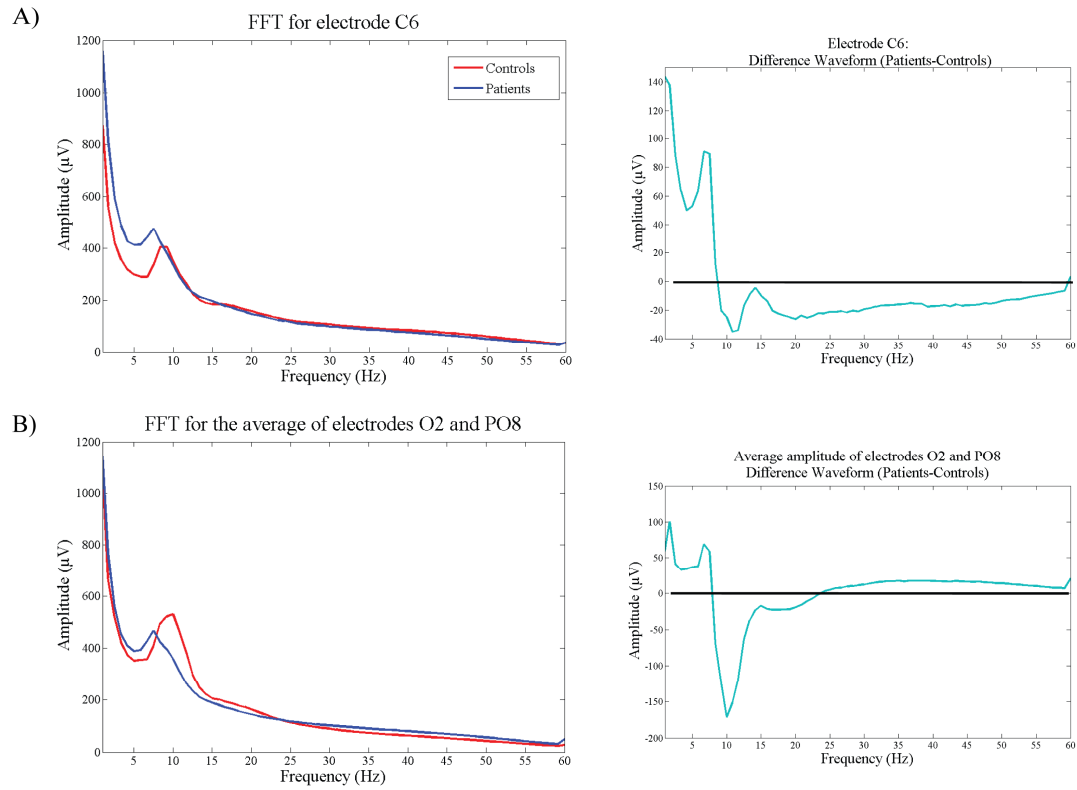 A)
FFT for electrode C6
1200
1000
800
600
400
200
0
Amplitude (µV)
5 10 15 20 25 30 35 40 45 50 55 60
Frequency (Hz)
Controls
Patients
Electrode C6:
Difference Waveform (Patients-Controls)
140
120
100
80
60
40
20
0
-20
-40
Amplitude (µV)
5 10 15 20 25 30 35 40 45 50 60
Frequency (Hz)
B)
FFT for the average of electrodes O2 and PO8
1200
1000
800
600
400
200
0
Amplitude (µV)
5 10 15 20 25 30 35 40 45 50 55 60
Frequency (Hz)
Average amplitude of electrodes O2 and PO8
Difference Waveform (Patients-Controls)
150
100
50
0
-50
-100
-150
-200
Amplitude (µV)
5 10 15 20 23 30 35 40 45 50 55 60
Frequency (Hz)